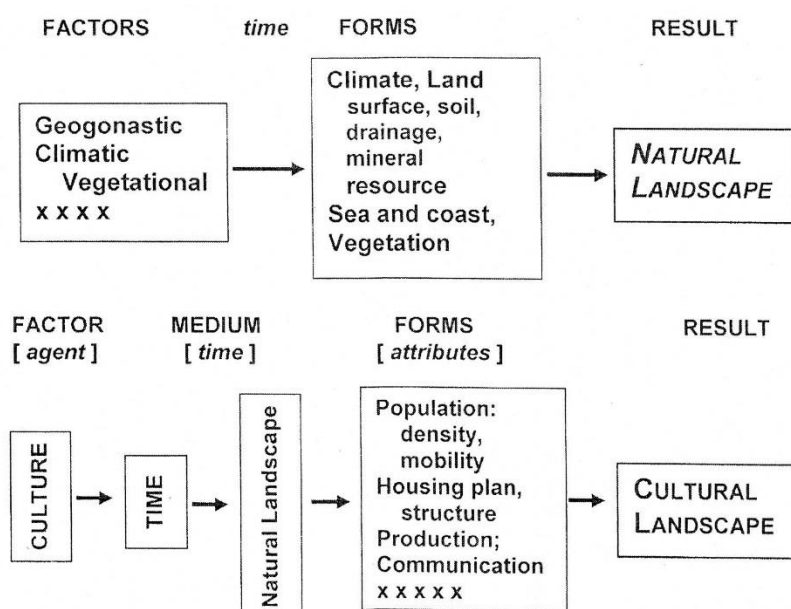 FACTORS time FORMS RESULT
Geogonastic
Climatic
Vegetational
x x x x
Climate, Land
surface, soil,
drainage,
mineral
resource
Sea and coast,
Vegetation
NATURAL
LANDSCAPE
FACTOR MEDIUM FORMS RESULT
[ agent ] [ time ] [ attributes ]
CULTURE
TIME
Natural Landscape
Population:
density,
mobility
Housing plan,
structure
Production;
Communication
x x x x x
CULTURAL
LANDSCAPE